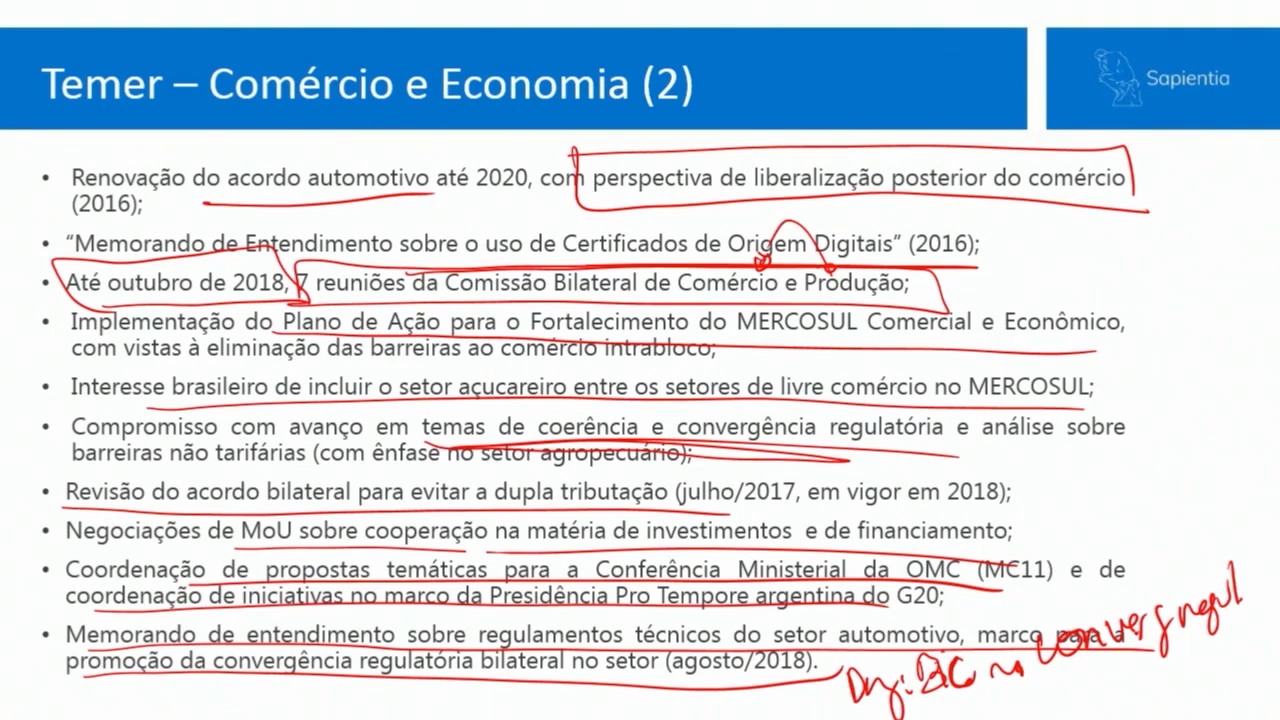 Temer – Comércio e Economia (2)
Sapientia
• Renovação do acordo automotivo até 2020, com perspectiva de liberalização posterior do comércio
(2016);
• “Memorando de Entendimento sobre o uso de Certificados de Origem Digitais” (2016);
• Até outubro de 2018, 7 reuniões da Comissão Bilateral de Comércio e Produção;
• Implementação do Plano de Ação para o Fortalecimento do MERCOSUL Comercial e Econômico,
com vistas à eliminação das barreiras ao comércio intrabloco;
• Interesse brasileiro de incluir o setor açucareiro entre os setores de livre comércio no MERCOSUL;
• Compromisso com avanço em temas de coerência e convergência regulatória e análise sobre
barreiras não tarifárias (com ênfase no setor agropecuário);
• Revisão do acordo bilateral para evitar a dupla tributação (julho/2017, em vigor em 2018);
• Negociações de MoU sobre cooperação na matéria de investimentos e de financiamento;
• Coordenação de propostas temáticas para a Conferência Ministerial da OMC (MC11) e de
coordenação de iniciativas no marco da Presidência Pro Tempore argentina do G20;
• Memorando de entendimento sobre regulamentos técnicos do setor automotivo, marco para a
promoção da convergência regulatória bilateral no setor (agosto/2018).
converg regul